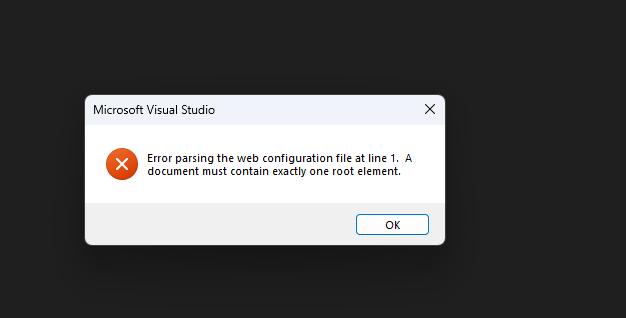 Microsoft Visual Studio
Error parsing the web configuration file at line 1.  A
document must contain exactly one root element.
OK